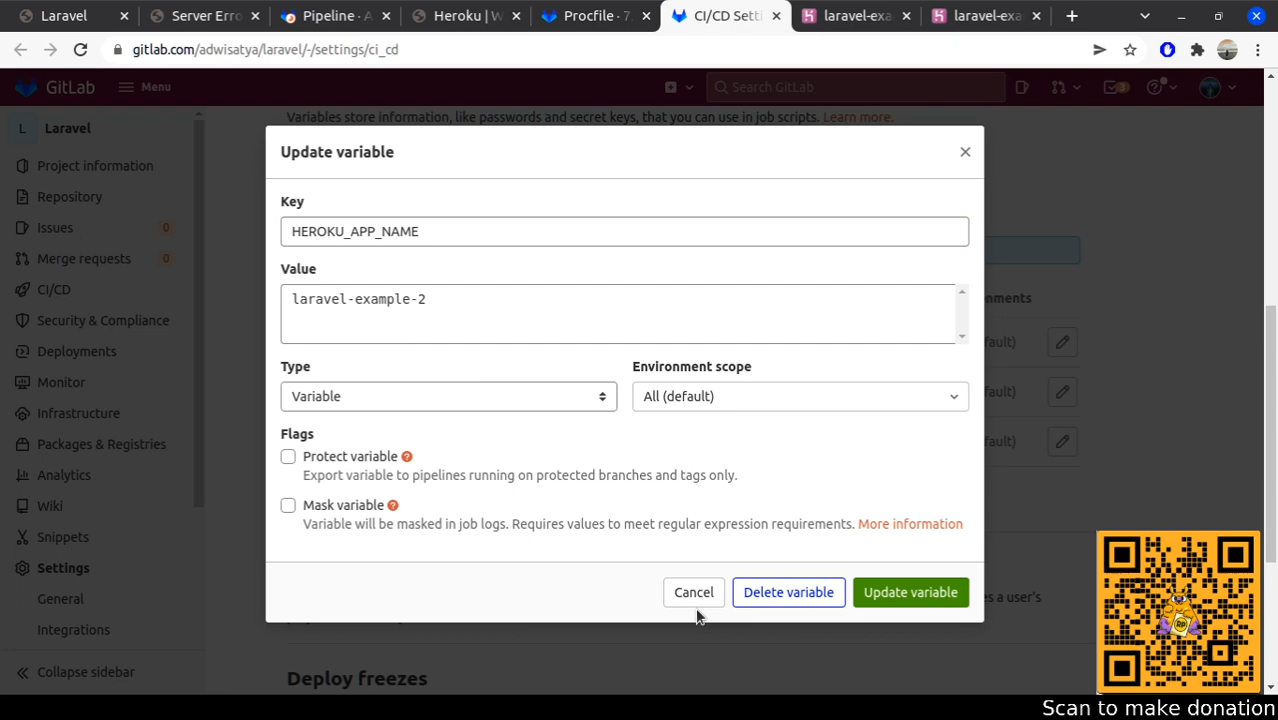 Laravel
Server Erro
Pipeline - A
Heroku | W
Procfile - 7
CI/CD Setti
laravel-exa
laravel-exa
gitlab.com/adwisatya/laravel/-/settings/ci_cd
GitLab
Menu
Search GitLab
3
L
Laravel
Project information
Repository
Issues
0
Merge requests
0
CI/CD
Security & Compliance
Deployments
Monitor
Infrastructure
Packages & Registries
Analytics
Wiki
Snippets
Settings
General
Integrations
Collapse sidebar
Variables store information, like passwords and secret keys, that you can use in job scripts. Learn more.
Update variable
Key
HEROKU_APP_NAME
Value
laravel-example-2
Type
Environment scope
Variable
All (default)
Flags
Protect variable
Export variable to pipelines running on protected branches and tags only.
Mask variable
Variable will be masked in job logs. Requires values to meet regular expression requirements. More information
Cancel
Delete variable
Update variable
es a user's
Deploy freezes
Scan to make donation